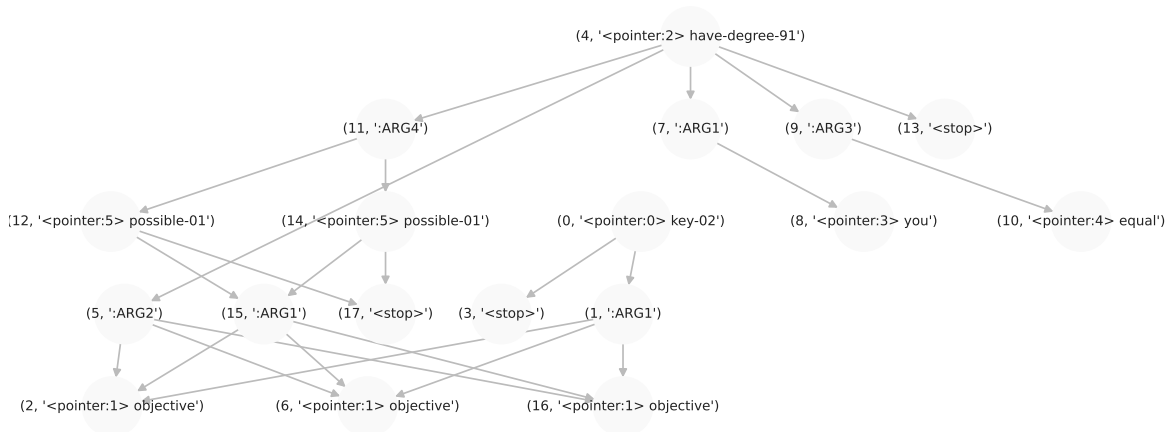 (4, '<pointer:2> have-degree-91')
(11, ':ARG4')
(7, ':ARG1')
(9, ':ARG3')
(13, '<stop>')
(12, '<pointer:5> possible-01')
(14, '<pointer:5> possible-01')
(0, '<pointer:0> key-02')
(8, '<pointer:3> you')
(10, '<pointer:4> equal')
(5, ':ARG2')
(15, ':ARG1')
(17, '<stop>')
(3, '<stop>')
(1, ':ARG1')
(2, '<pointer:1> objective')
(6, '<pointer:1> objective')
(16, '<pointer:1> objective')